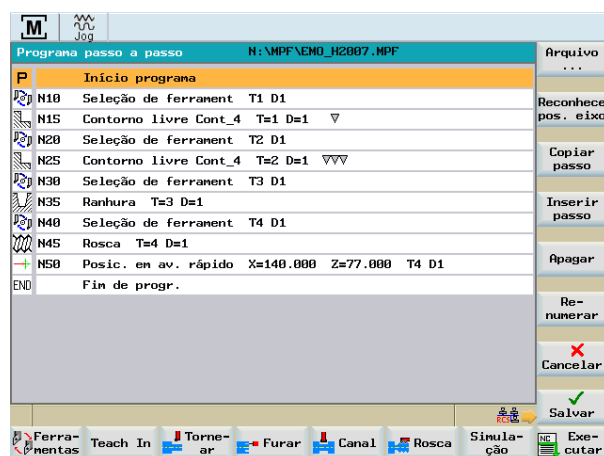 M
Jog
Programa passo a passo N:\MPF\EMO_H2007.MPF
P Início programa
N10 Seleção de ferrament T1 D1
N15 Contorno livre Cont_4 T=1 D=1 ▽
N20 Seleção de ferrament T2 D1
N25 Contorno livre Cont_4 T=2 D=1 ▽▽▽
N30 Seleção de ferrament T3 D1
N35 Ranhura T=3 D=1
N40 Seleção de ferrament T4 D1
N45 Rosca T=4 D=1
N50 Posic. em av. rápido X=140.000 Z=77.000 T4 D1
END Fim de progr.
Arquivo
...
Reconhece
pos. eixo
Copiar
passo
Inserir
passo
Apagar
Re-
numerar
Cancelar
Salvar
RCS
Ferra-
mentas
Teach In
Torne-
ar
Furar
Canal
Rosca
Simula-
ção
NC Exe-
cutar